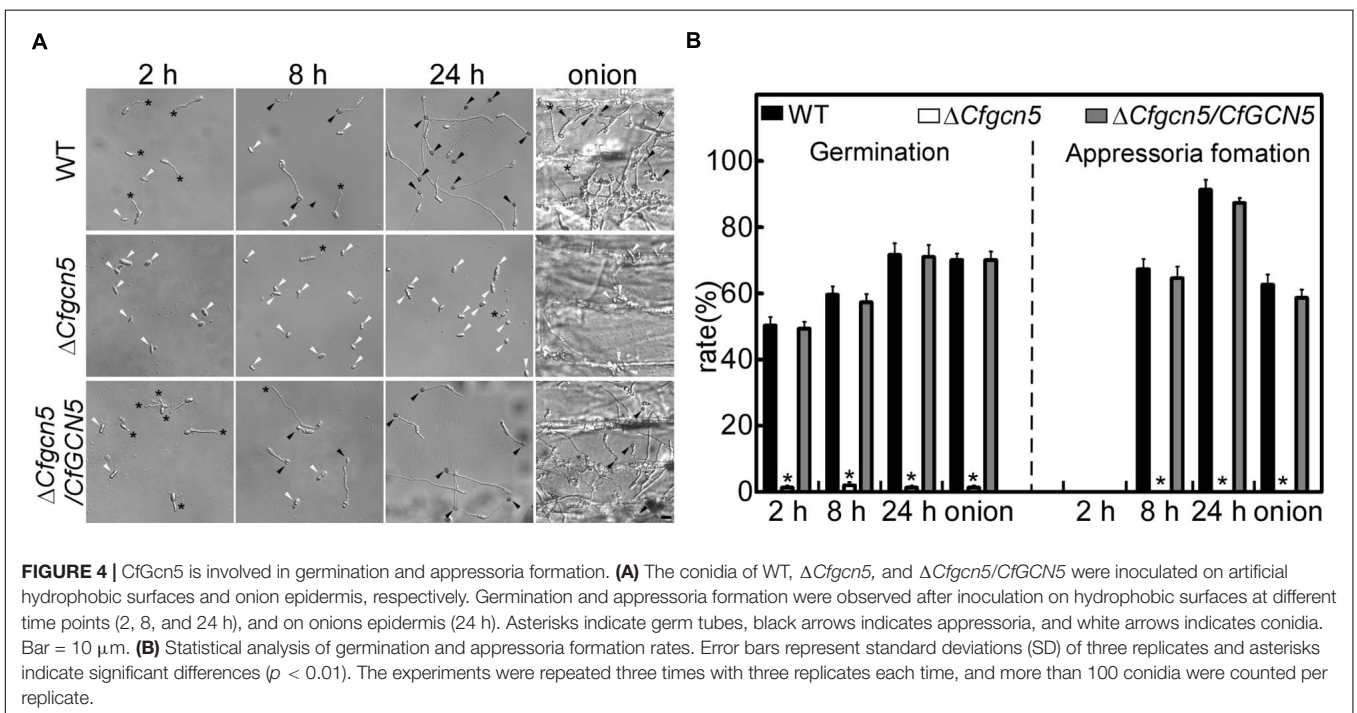 A
2 h 8 h 24 h onion
WT
ΔCfgcn5
ΔCfgcn5
/CfGCN5
B
WT ΔCfgcn5 ΔCfgcn5/CfGCN5
Germination Appressoria fomation
rate(%)
100
80
60
40
20
0
2 h 8 h 24 h onion 2 h 8 h 24 h onion
FIGURE 4 | CfGcn5 is involved in germination and appressoria formation. (A) The conidia of WT, ΔCfgcn5, and ΔCfgcn5/CfGCN5 were inoculated on artificial
hydrophobic surfaces and onion epidermis, respectively. Germination and appressoria formation were observed after inoculation on hydrophobic surfaces at different
time points (2, 8, and 24 h), and on onions epidermis (24 h). Asterisks indicate germ tubes, black arrows indicates appressoria, and white arrows indicates conidia.
Bar = 10 μm. (B) Statistical analysis of germination and appressoria formation rates. Error bars represent standard deviations (SD) of three replicates and asterisks
indicate significant differences (p < 0.01). The experiments were repeated three times with three replicates each time, and more than 100 conidia were counted per
replicate.